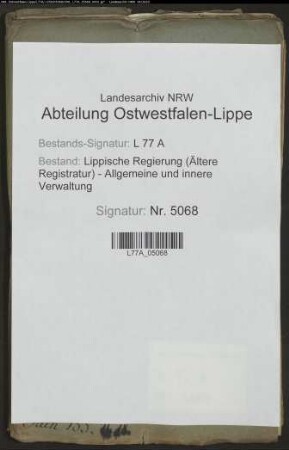 Landesarchiv NRW
Abteilung Ostwestfalen-Lippe
Bestands-Signatur: L 77 A
Bestand: Lippische Regierung (Ältere
Registratur) - Allgemeine und innere
Verwaltung
Signatur: Nr. 5068
L77A_05068